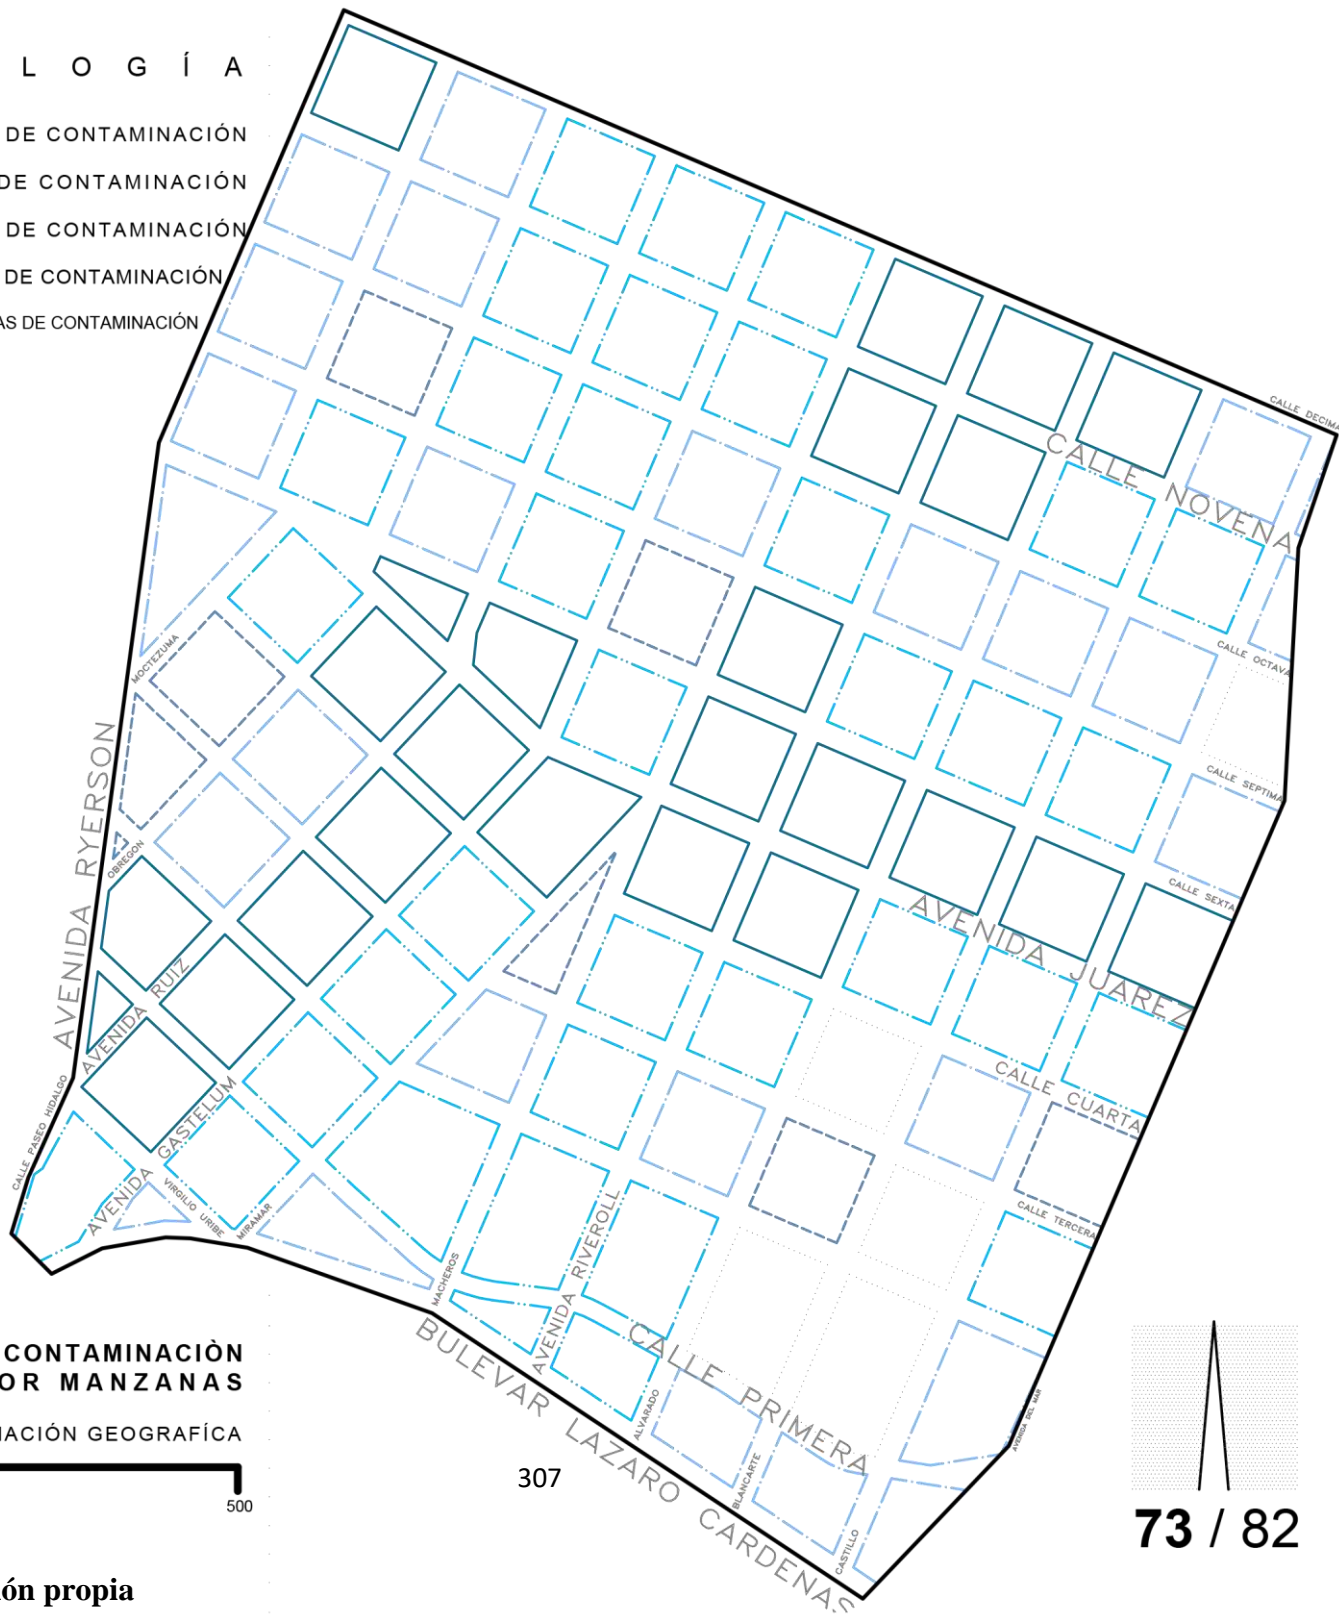 L O G Í A
DE CONTAMINACIÓN
DE CONTAMINACIÓN
DE CONTAMINACIÓN
DE CONTAMINACIÓN
AS DE CONTAMINACIÓN
CALLE DECIMA
CALLE NOVENA
CALLE OCTAVA
CALLE SEPTIMA
CALLE SEXTA
AVENIDA JUAREZ
CALLE CUARTA
CALLE TERCERA
MOCTEZUMA
AVENIDA RYERSON
OBREGON
AVENIDA RUIZ
CALLE PASEO HIDALGO
AVENIDA GASTELUM
VIRGILIO URIBE
MIRAMAR
MACHEROS
AVENIDA RIVEROLL
CALLE PRIMERA
ALVARADO
BLANCARTE
CASTILLO
AVENIDA DEL MAR
BULEVAR LAZARO CARDENAS
CONTAMINACIÒN
OR MANZANAS
MACIÓN GEOGRAFÍCA
500
307
73 / 82
ón propia